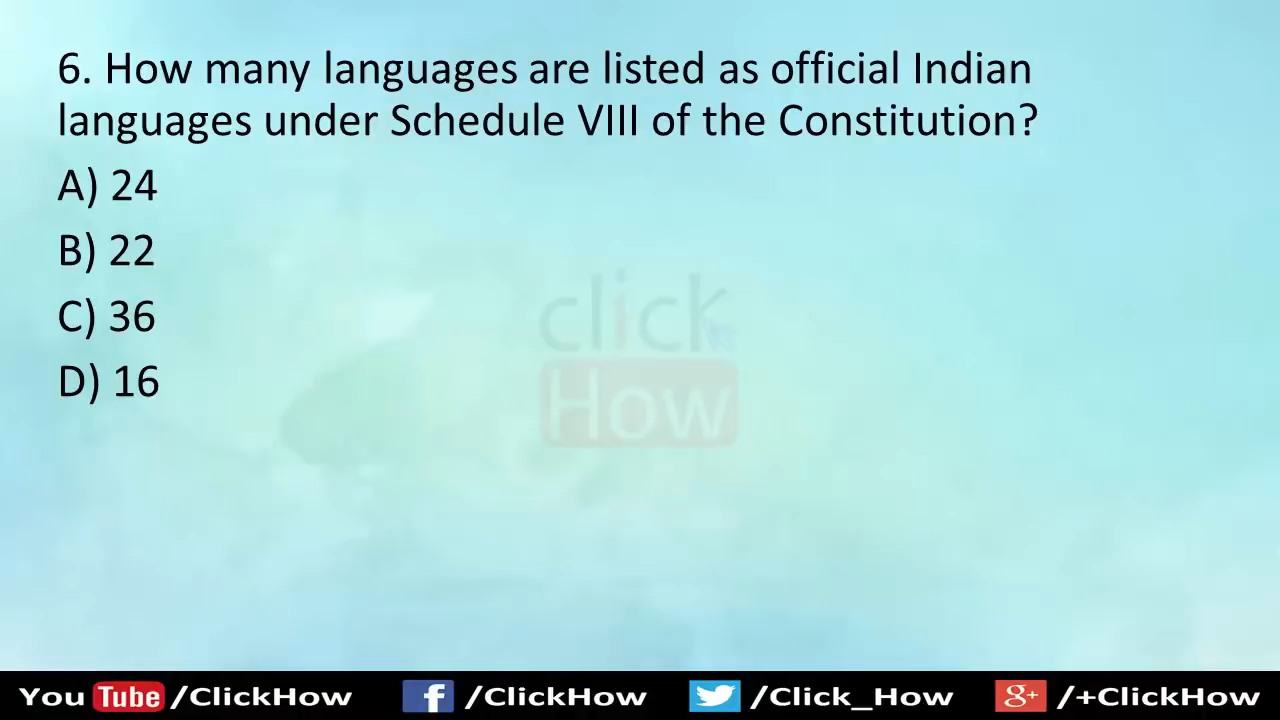 6. How many languages are listed as official Indian
languages under Schedule VIII of the Constitution?
A) 24
B) 22
C) 36
D) 16
click
How
You Tube /ClickHow f /ClickHow /Click_How g+ /+ClickHow